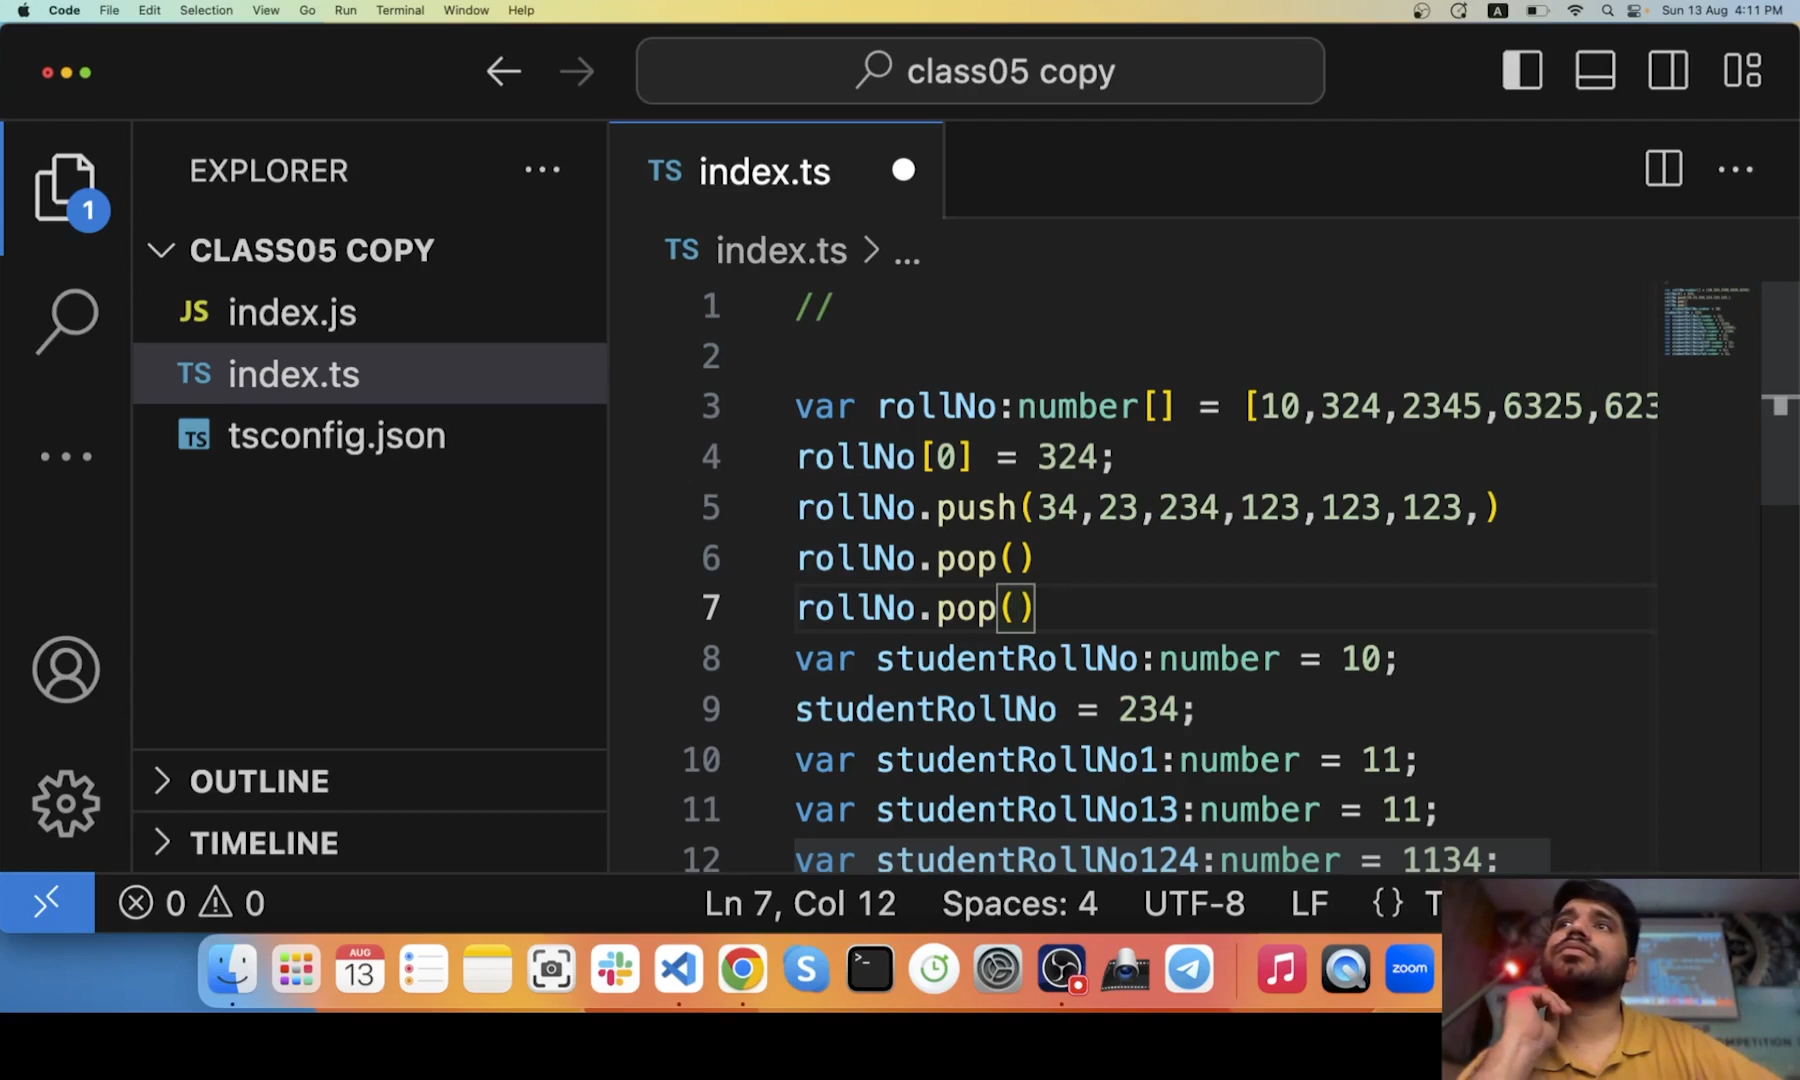 Code File Edit Selection View Go Run Terminal Window Help
A
Sun 13 Aug 4:11 PM
class05 copy
EXPLORER
1
CLASS05 COPY
JS index.js
TS index.ts
TS tsconfig.json
OUTLINE
TIMELINE
TS index.ts
TS index.ts > ...
1 //
2
3 var rollNo:number[] = [10,324,2345,6325,623
4 rollNo[0] = 324;
5 rollNo.push(34,23,234,123,123,123,)
6 rollNo.pop()
7 rollNo.pop()
8 var studentRollNo:number = 10;
9 studentRollNo = 234;
10 var studentRollNo1:number = 11;
11 var studentRollNo13:number = 11;
12 var studentRollNo124:number = 1134;
0 0
Ln 7, Col 12 Spaces: 4 UTF-8 LF {} T
AUG
13
zoom